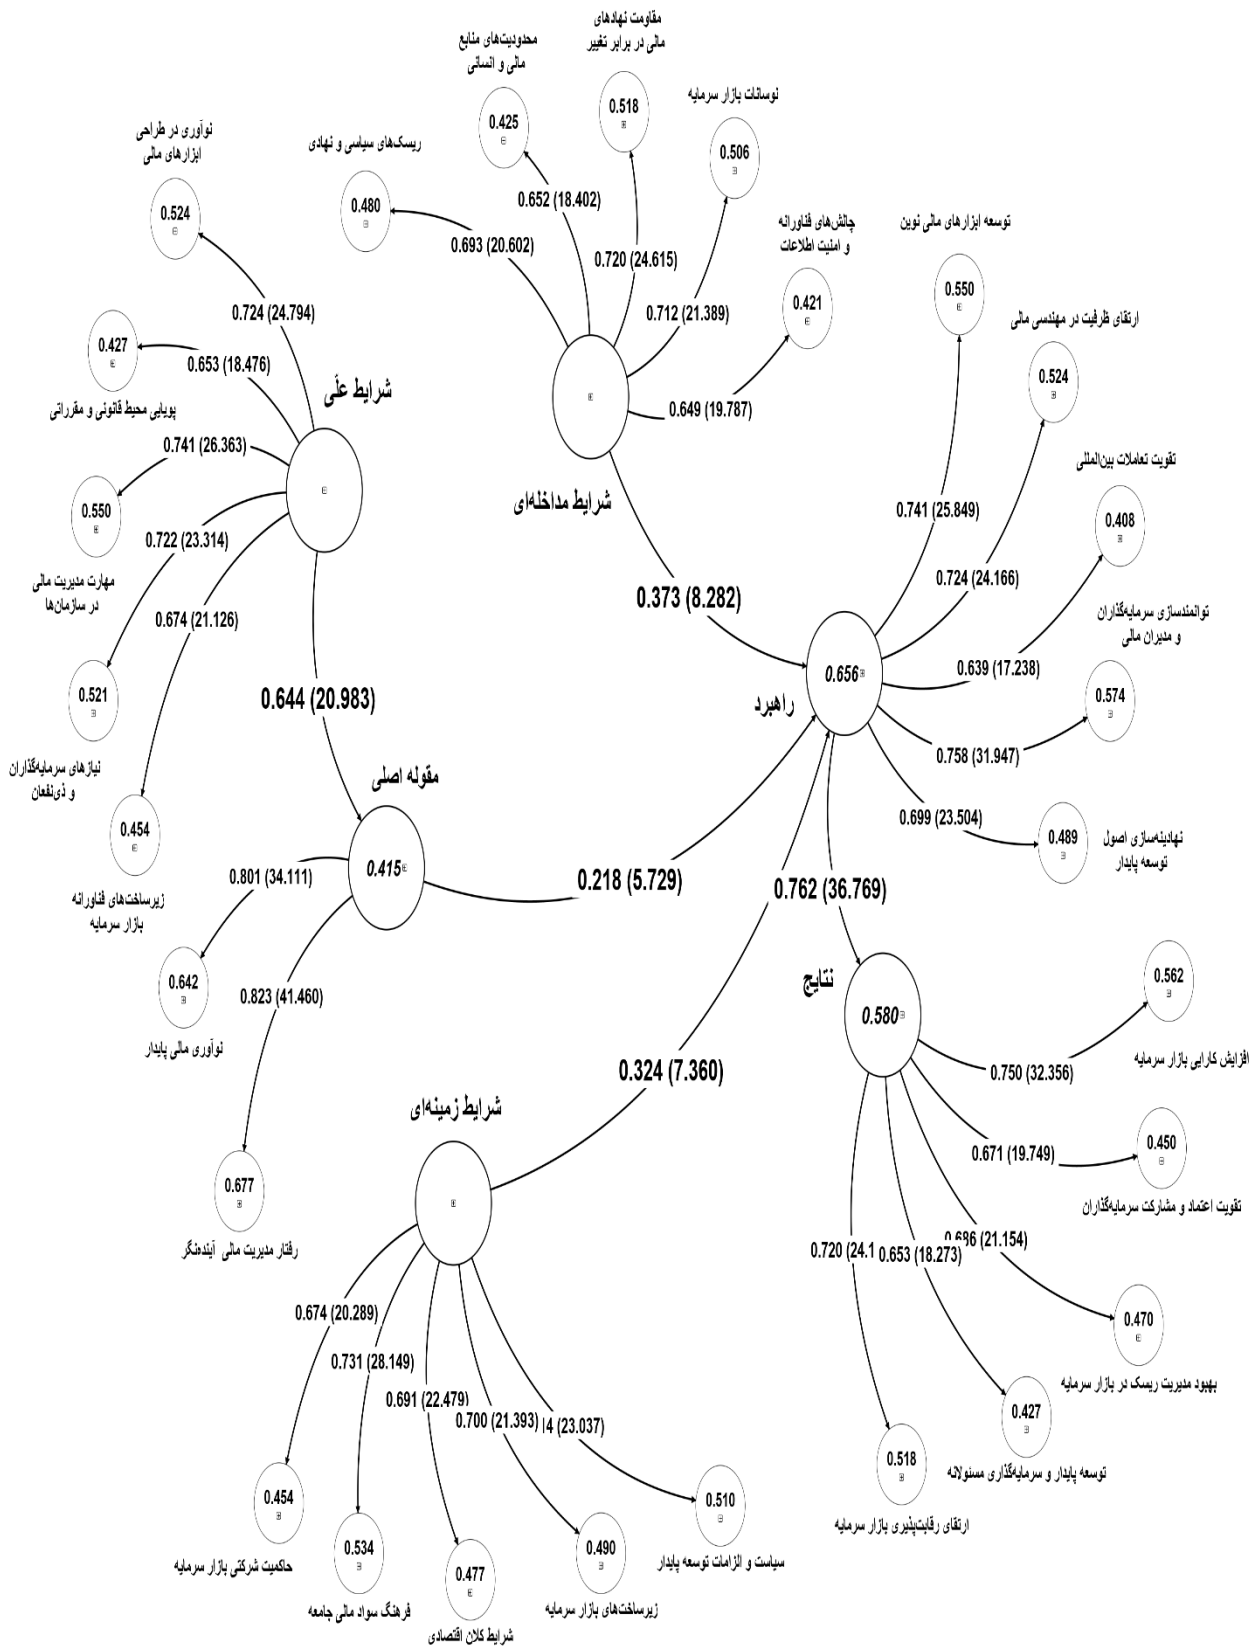 مقاومت نهادهای
مالی در برابر تغییر
محدودیت‌های منابع
مالی و انسانی
نوسانات بازار سرمایه
ریسک‌های سیاسی و نهادی
چالش‌های فناورانه
و امنیت اطلاعات
0.518
0.425
0.506
0.480
0.421
0.652 (18.402)
0.693 (20.602)
0.720 (24.615)
0.712 (21.389)
0.649 (19.787)
شرایط مداخله‌ای
0.373 (8.282)
نوآوری در طراحی
ابزارهای مالی
0.524
0.724 (24.794)
0.427
0.653 (18.476)
شرایط علّی
پویایی محیط قانونی و مقرراتی
0.741 (26.363)
0.550
0.722 (23.314)
مهارت مدیریت مالی
در سازمان‌ها
0.674 (21.126)
0.521
نیازهای سرمایه‌گذاران
و ذی‌نفعان
0.454
زیرساخت‌های فناورانه
بازار سرمایه
0.644 (20.983)
مقوله اصلی
0.415
0.801 (34.111)
0.642
نوآوری مالی پایدار
0.823 (41.460)
0.677
رفتار مدیریت مالی آینده‌نگر
0.218 (5.729)
توسعه ابزارهای مالی نوین
0.550
ارتقای ظرفیت در مهندسی مالی
0.524
تقویت تعاملات بین‌المللی
0.408
0.741 (25.849)
0.724 (24.166)
توانمندسازی سرمایه‌گذاران
و مدیران مالی
0.639 (17.238)
0.656
راهبرد
0.574
0.758 (31.947)
0.699 (23.504)
0.489
نهادینه‌سازی اصول
توسعه پایدار
0.762 (36.769)
نتایج
0.580
0.562
افزایش کارایی بازار سرمایه
0.750 (32.356)
0.450
0.671 (19.749)
تقویت اعتماد و مشارکت سرمایه‌گذاران
21.154)
0.720 (24.1
0.653 (18.273)
0.470
بهبود مدیریت ریسک در بازار سرمایه
0.427
توسعه پایدار و سرمایه‌گذاری مسئولانه
0.518
ارتقای رقابت‌پذیری بازار سرمایه
0.324 (7.360)
شرایط زمینه‌ای
0.674 (20.289)
0.731 (28.149)
0.691 (22.479)
0.700 (21.393)
4 (23.037)
0.454
حاکمیت شرکتی بازار سرمایه
0.534
فرهنگ سواد مالی جامعه
0.477
شرایط کلان اقتصادی
0.490
زیرساخت‌های بازار سرمایه
0.510
سیاست و الزامات توسعه پایدار